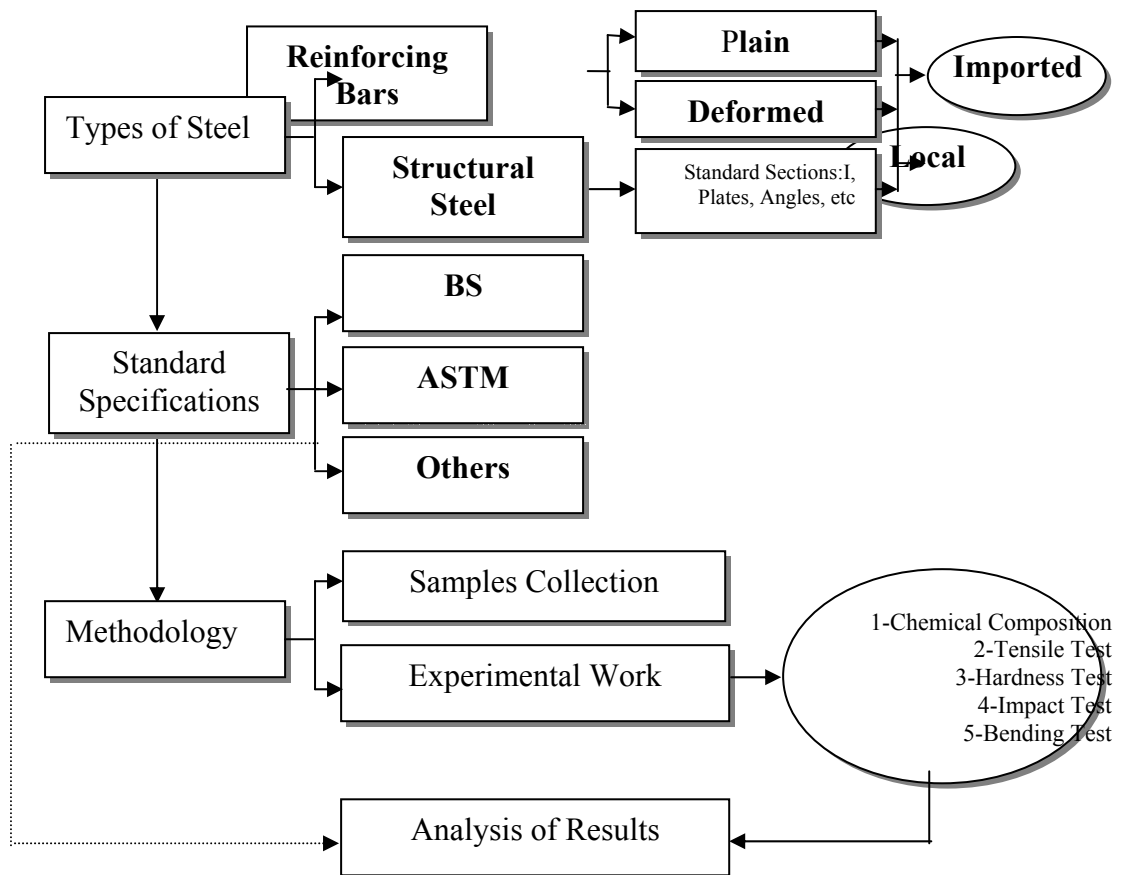 Reinforcing
Bars
Plain
Deformed
Imported
Local
Types of Steel
Structural
Steel
Standard Sections:I,
Plates, Angles, etc
BS
Standard
Specifications
ASTM
Others
Methodology
Samples Collection
Experimental Work
1-Chemical Composition
2-Tensile Test
3-Hardness Test
4-Impact Test
5-Bending Test
Analysis of Results